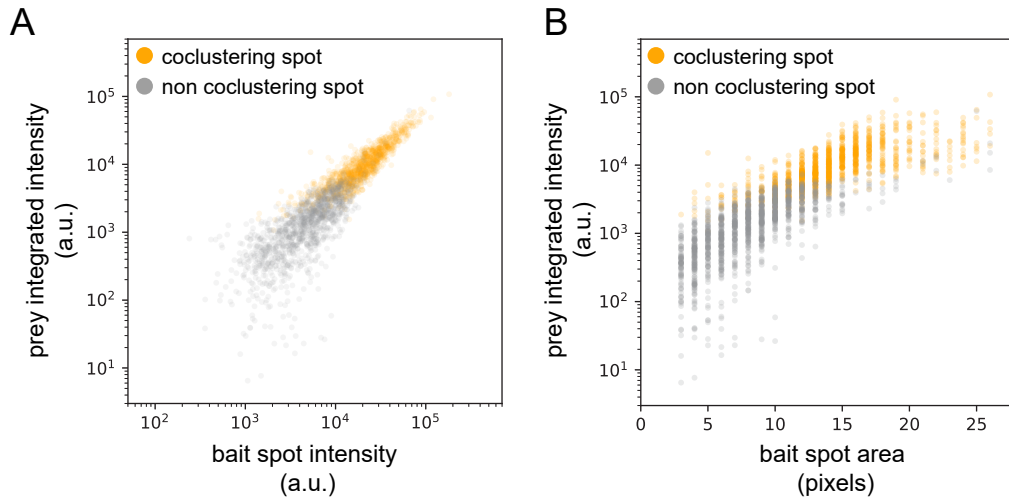 A
coclustering spot
non coclustering spot
prey integrated intensity
(a.u.)
10⁵
10⁴
10³
10²
10¹
10²
10³
10⁴
10⁵
bait spot intensity
(a.u.)
B
coclustering spot
non coclustering spot
prey integrated intensity
(a.u.)
10⁵
10⁴
10³
10²
10¹
0
5
10
15
20
25
bait spot area
(pixels)